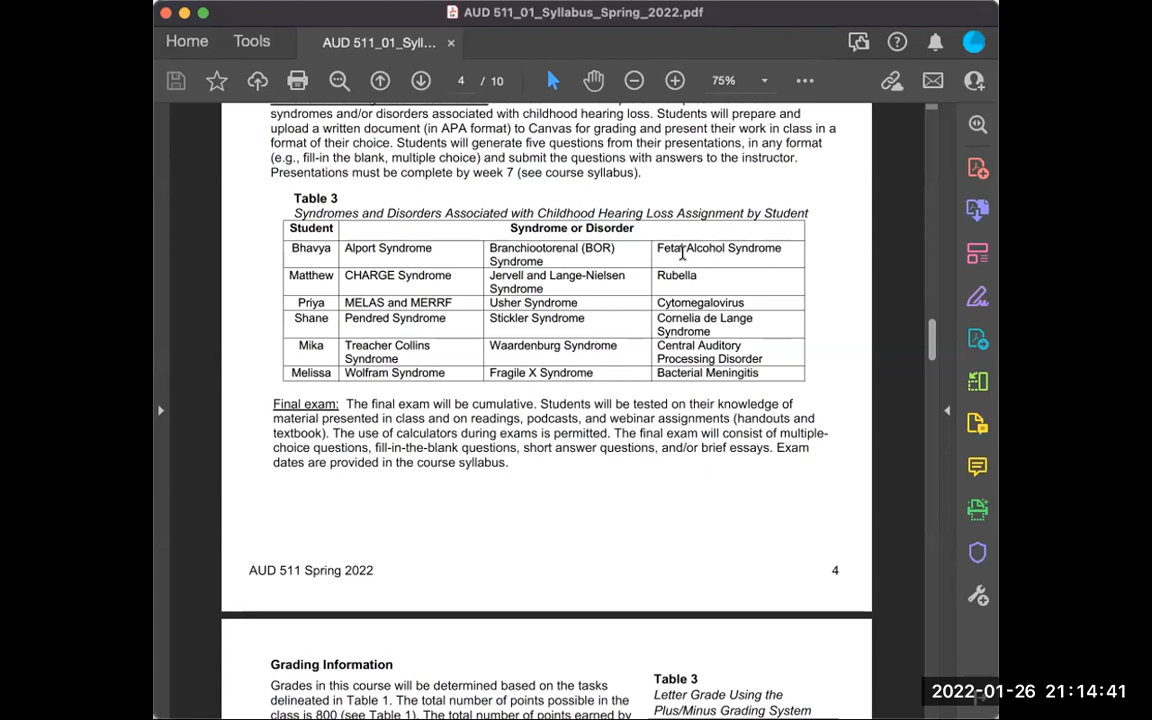 AUD 511_01_Syllabus_Spring_2022.pdf
Home Tools AUD 511_01_Syll... ×
4 / 10 75%
syndromes and/or disorders associated with childhood hearing loss. Students will prepare and
upload a written document (in APA format) to Canvas for grading and present their work in class in a
format of their choice. Students will generate five questions from their presentations, in any format
(e.g., fill-in the blank, multiple choice) and submit the questions with answers to the instructor.
Presentations must be complete by week 7 (see course syllabus).
Table 3
Syndromes and Disorders Associated with Childhood Hearing Loss Assignment by Student
Student Syndrome or Disorder
Bhavya Alport Syndrome Branchiootorenal (BOR) Fetal Alcohol Syndrome
Syndrome
Matthew CHARGE Syndrome Jervell and Lange-Nielsen Rubella
Syndrome
Priya MELAS and MERRF Usher Syndrome Cytomegalovirus
Shane Pendred Syndrome Stickler Syndrome Cornelia de Lange
Syndrome
Mika Treacher Collins Waardenburg Syndrome Central Auditory
Syndrome Processing Disorder
Melissa Wolfram Syndrome Fragile X Syndrome Bacterial Meningitis
Final exam: The final exam will be cumulative. Students will be tested on their knowledge of
material presented in class and on readings, podcasts, and webinar assignments (handouts and
textbook). The use of calculators during exams is permitted. The final exam will consist of multiple-
choice questions, fill-in-the-blank questions, short answer questions, and/or brief essays. Exam
dates are provided in the course syllabus.
AUD 511 Spring 2022 4
Grading Information
Grades in this course will be determined based on the tasks
delineated in Table 1. The total number of points possible in the
class is 800 (see Table 1). The total number of points earned by
Table 3
Letter Grade Using the
Plus/Minus Grading System
2022-01-26 21:14:41